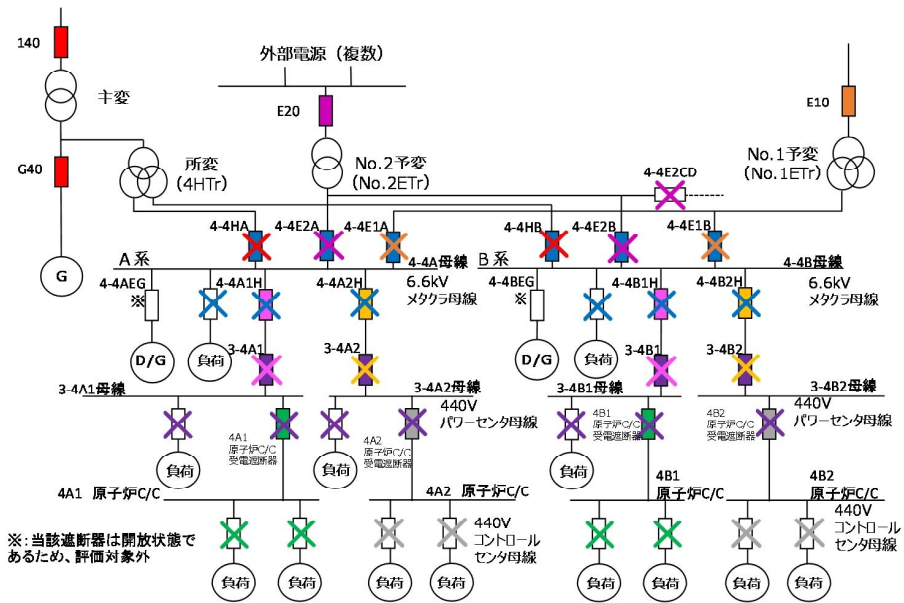 140
外部電源（複数）
主変
E20
E10
G40
所変
(4HTr)
No.2予変
(No.2ETr)
4-4E2CD
No.1予変
(No.1ETr)
4-4HA
4-4E2A
4-4E1A
4-4HB
4-4E2B
4-4E1B
A系
4-4A母線
B系
4-4B母線
G
4-4AEG
※
4-4A1H
4-4A2H
6.6kV
メタクラ母線
4-4BEG
※
4-4B1H
4-4B2H
6.6kV
メタクラ母線
D/G
負荷
3-4A1
3-4A2
D/G
負荷
3-4B1
3-4B2
3-4A1母線
3-4A2母線
3-4B1母線
3-4B2母線
440V
パワーセンタ母線
440V
パワーセンタ母線
4A1
原子炉C/C
受電遮断器
4A2
原子炉C/C
受電遮断器
4B1
原子炉C/C
受電遮断器
4B2
原子炉C/C
受電遮断器
負荷
負荷
負荷
負荷
4A1 原子炉C/C
4A2 原子炉C/C
4B1
原子炉C/C
4B2
原子炉C/C
440V
コントロール
センタ母線
440V
コントロール
センタ母線
※：当該遮断器は開放状態で
あるため、評価対象外
負荷
負荷
負荷
負荷
負荷
負荷
負荷
負荷